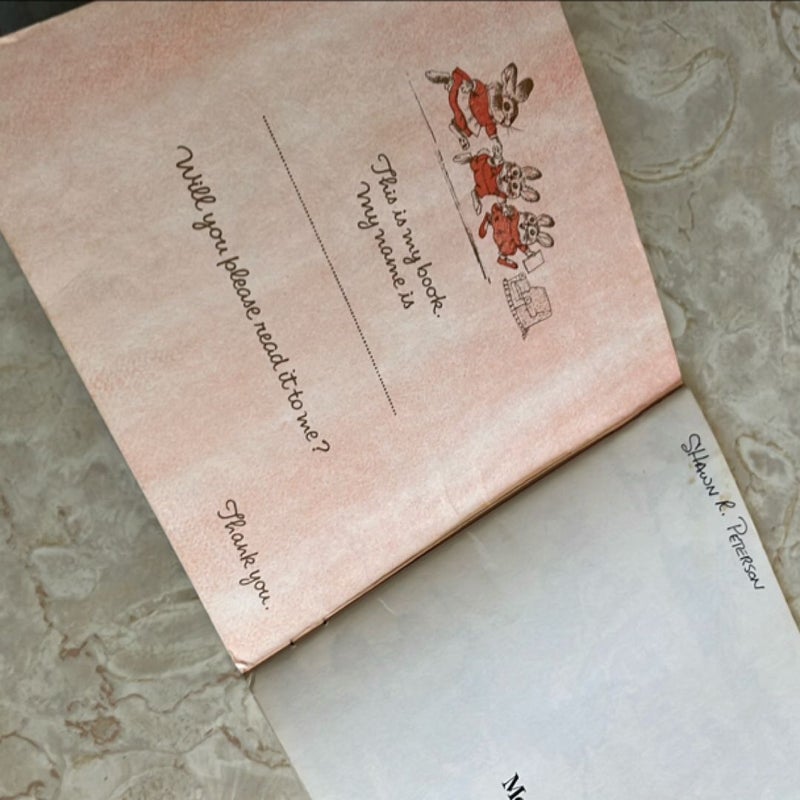 This is my book.
My name is
Will you please read it to me?
Thank you.
SHAWN R. PETERSON